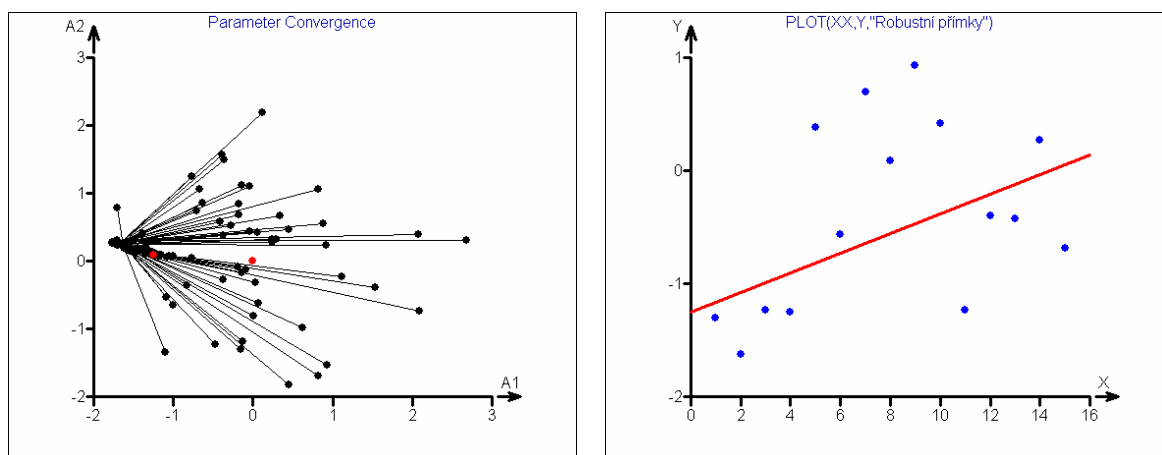 Parameter Convergence
A2
3
2
1
0
-1
-2
-2 -1 0 1 2 3
A1
PLOT(XX,Y,"Robustní přímky")
Y
1
0
-1
-2
0 2 4 6 8 10 12 14 16
X